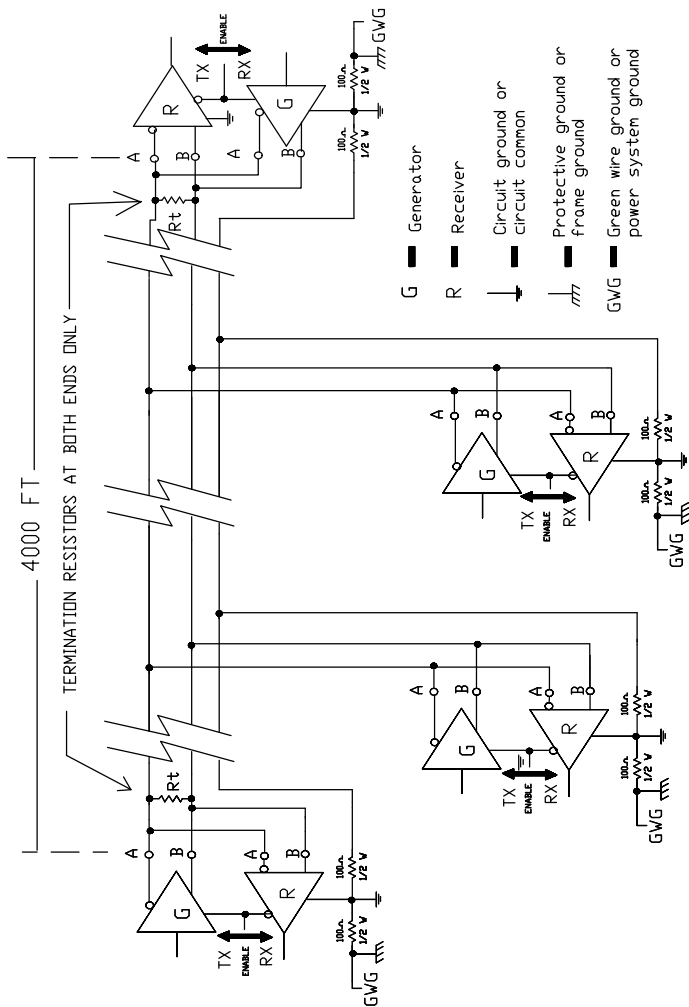 4000 FT
TERMINATION RESISTORS AT BOTH ENDS ONLY
A
Rt
B
G
TX
ENABLE
RX
A
B
R
100Ω
1/2 W
100Ω
1/2 W
GWG
A
B
G
TX
ENABLE
RX
A
B
R
100Ω
1/2 W
100Ω
1/2 W
GWG
A
B
G
TX
ENABLE
RX
A
B
R
100Ω
1/2 W
100Ω
1/2 W
GWG
A
Rt
B
R
TX
ENABLE
RX
A
B
G
100Ω
1/2 W
100Ω
1/2 W
GWG
G Generator
R Receiver
Circuit ground or
circuit common
Protective ground or
frame ground
GWG Green wire ground or
power system ground